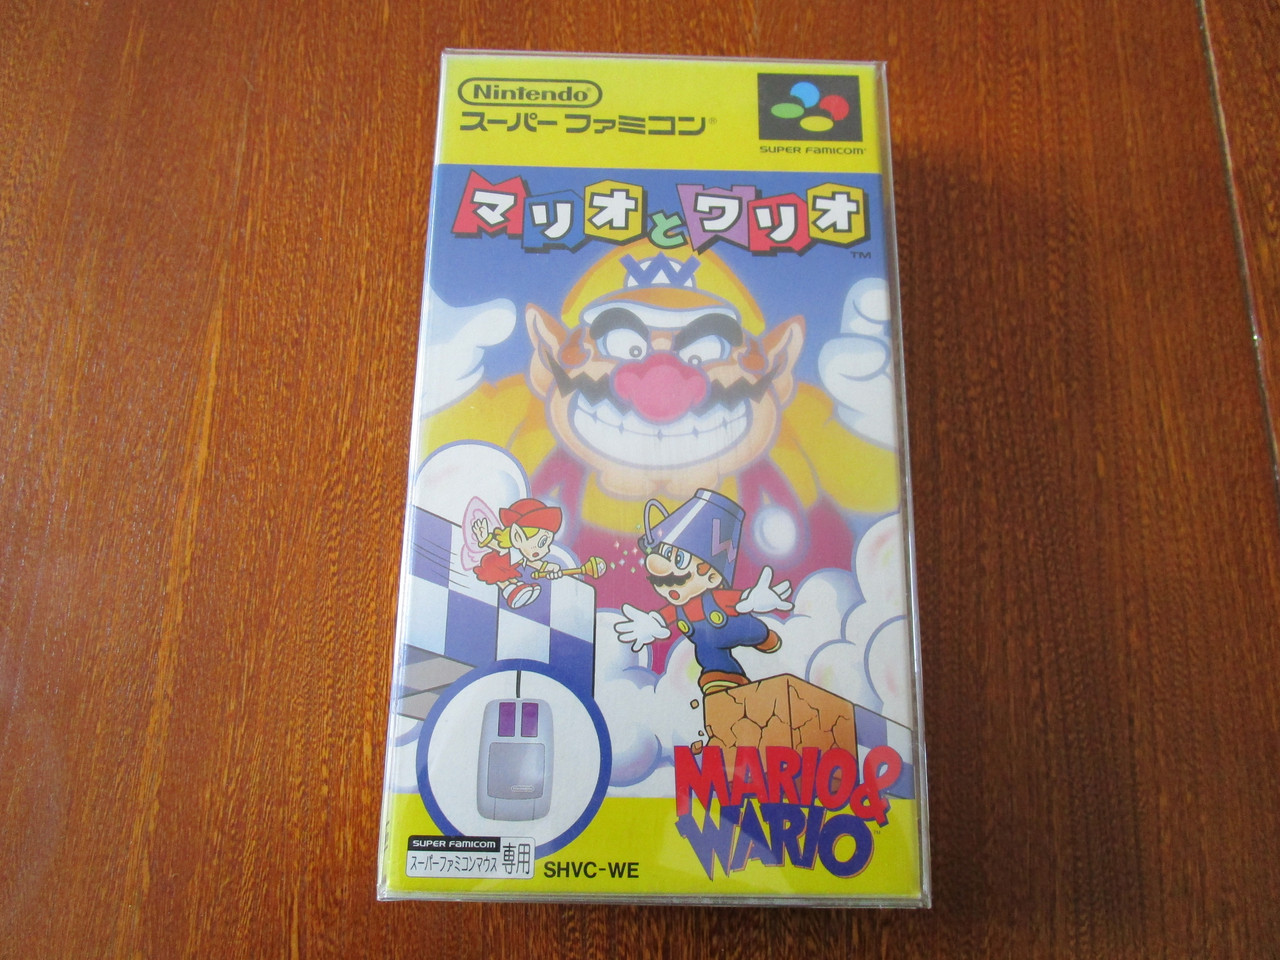 Nintendo®
スーパーファミコン®
SUPER FAMICOM®
マリオとワリオ
TM
W
W
MARIO&
WARIO™
SUPER FAMICOM
スーパーファミコンマウス専用
SHVC-WE